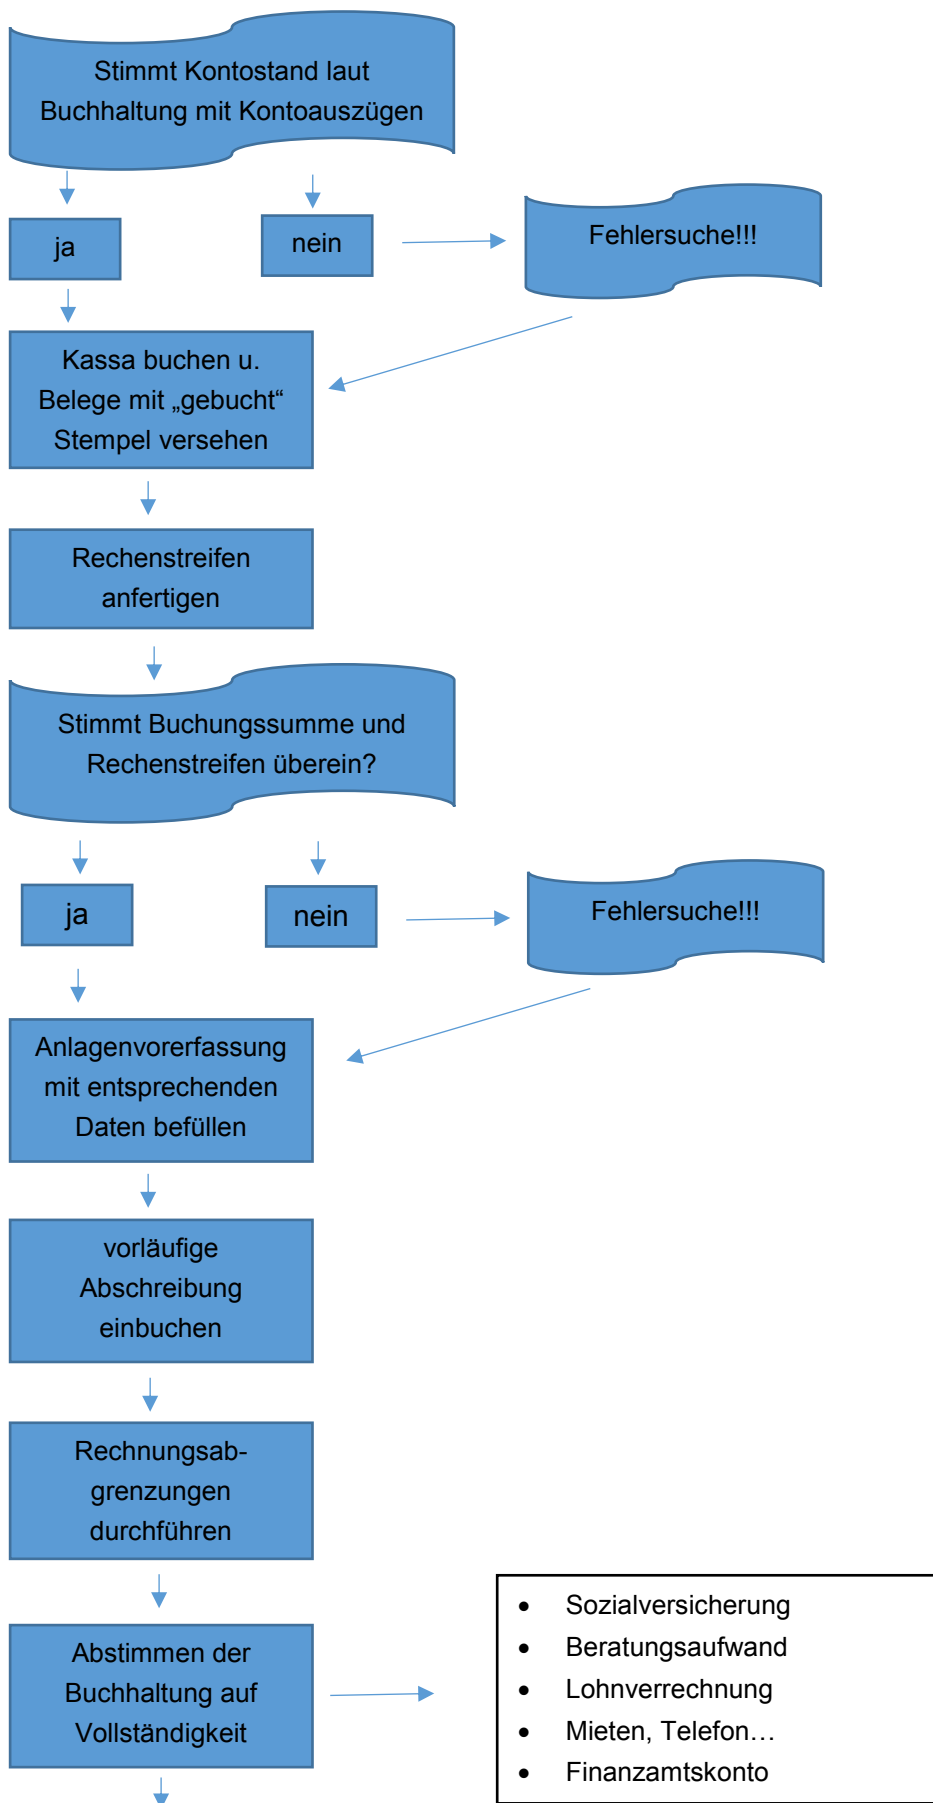 Stimmt Kontostand laut
Buchhaltung mit Kontoauszügen
ja
nein
Fehlersuche!!!
Kassa buchen u.
Belege mit „gebucht“
Stempel versehen
Rechenstreifen
anfertigen
Stimmt Buchungssumme und
Rechenstreifen überein?
ja
nein
Fehlersuche!!!
Anlagenvorerfassung
mit entsprechenden
Daten befüllen
vorläufige
Abschreibung
einbuchen
Rechnungsab-
grenzungen
durchführen
Abstimmen der
Buchhaltung auf
Vollständigkeit
• Sozialversicherung
• Beratungsaufwand
• Lohnverrechnung
• Mieten, Telefon…
• Finanzamtskonto